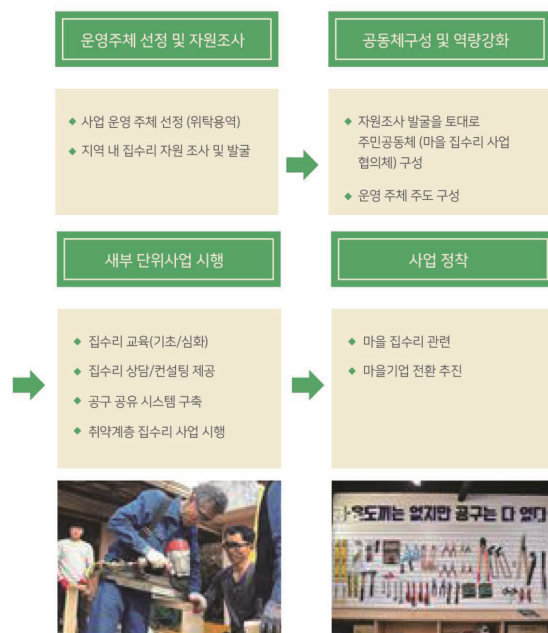 운영주체 선정 및 자원조사
◆ 사업 운영 주체 선정 (위탁용역)
◆ 지역 내 집수리 자원 조사 및 발굴
공동체구성 및 역량강화
◆ 자원조사 발굴을 토대로
주민공동체 (마을 집수리 사업
협의체) 구성
◆ 운영 주체 주도 구성
새부 단위사업 시행
◆ 집수리 교육(기초/심화)
◆ 집수리 상담/컨설팅 제공
◆ 공구 공유 시스템 구축
◆ 취약계층 집수리 사업 시행
사업 정착
◆ 마을 집수리 관련
◆ 마을기업 전환 추진
없지만 공구는 다 있다